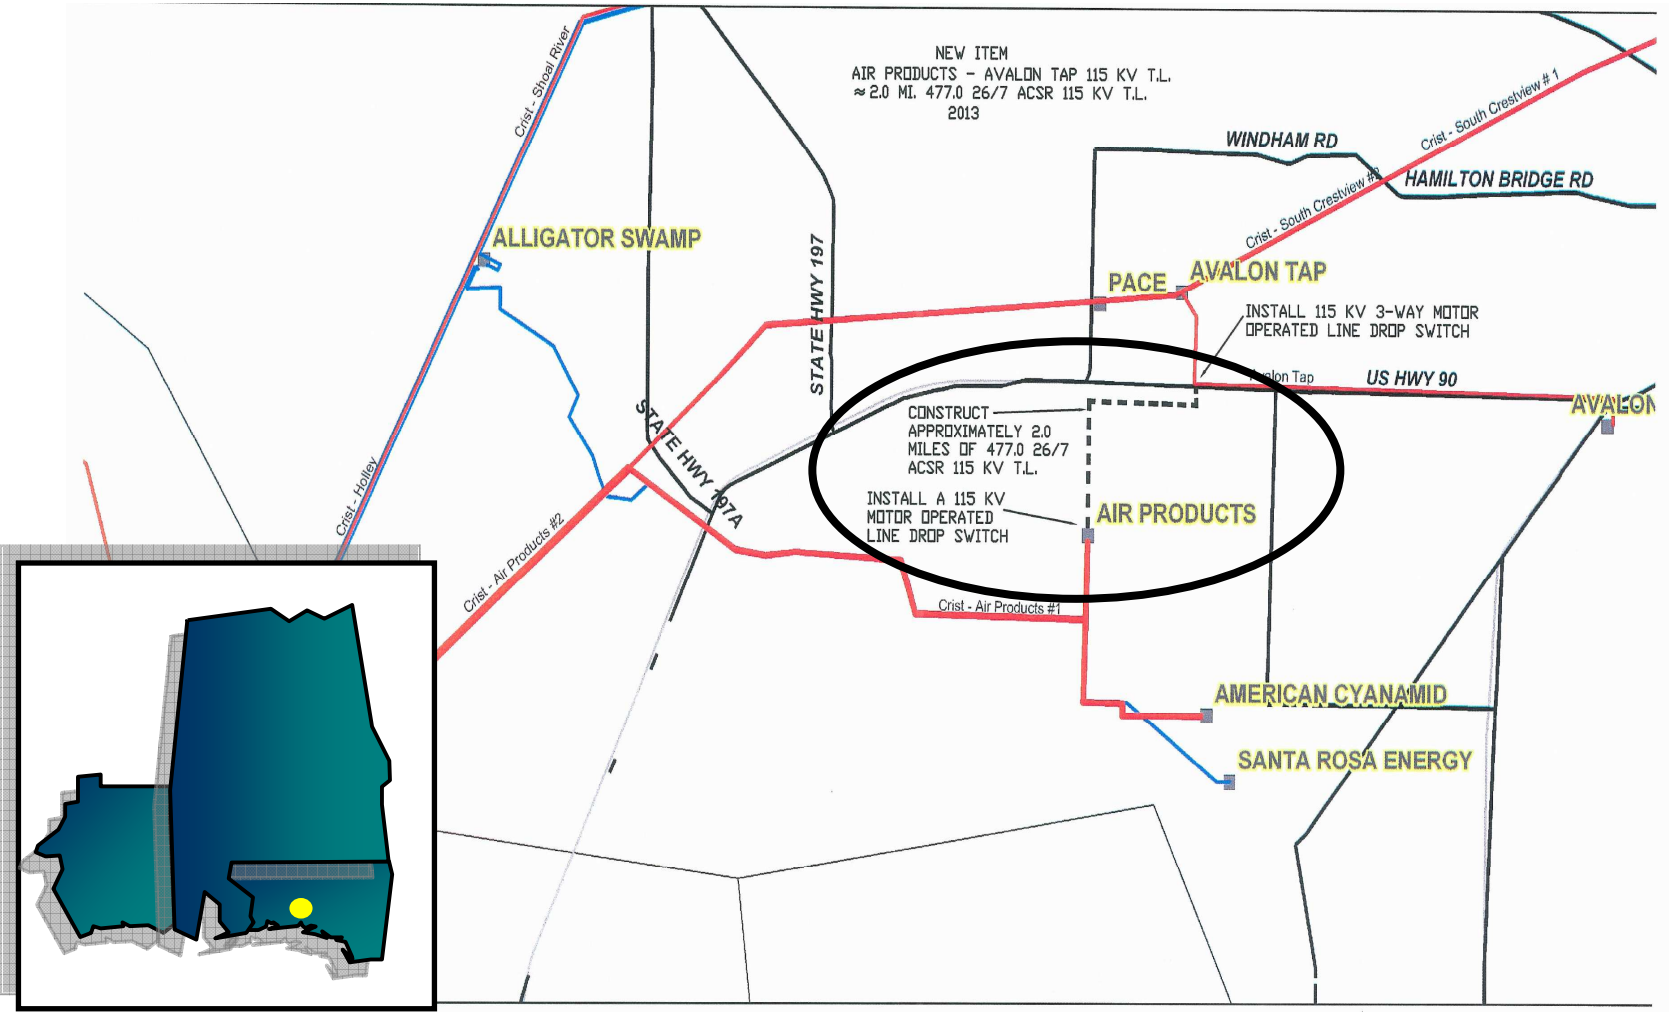 NEW ITEM
AIR PRODUCTS - AVALON TAP 115 KV T.L.
≈ 2.0 MI. 477.0 26/7 ACSR 115 KV T.L.
2013
Crist - Shoal River
Crist - South Crestview # 1
WINDHAM RD
HAMILTON BRIDGE RD
Crist - South Crestview #2
ALLIGATOR SWAMP
STATE HWY 197
PACE
AVALON TAP
INSTALL 115 KV 3-WAY MOTOR
OPERATED LINE DROP SWITCH
Avalon Tap
US HWY 90
AVALON
STATE HWY 197A
CONSTRUCT
APPROXIMATELY 2.0
MILES OF 477.0 26/7
ACSR 115 KV T.L.
INSTALL A 115 KV
MOTOR OPERATED
LINE DROP SWITCH
AIR PRODUCTS
Crist - Holley
Crist - Air Products #2
Crist - Air Products #1
AMERICAN CYANAMID
SANTA ROSA ENERGY